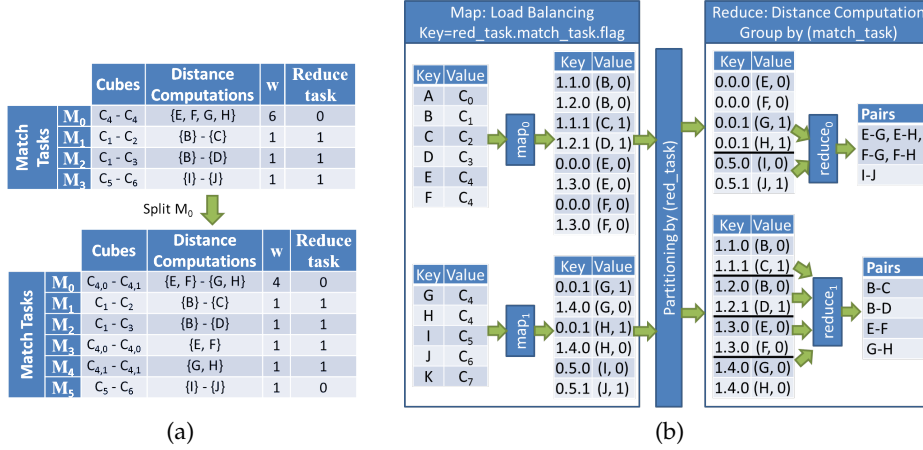 Cubes Distance Computations w Reduce task
Match Tasks
M0 C4 - C4 {E, F, G, H} 6 0
M1 C1 - C2 {B} - {C} 1 1
M2 C1 - C3 {B} - {D} 1 1
M3 C5 - C6 {I} - {J} 1 1
Split M0
Cubes Distance Computations w Reduce task
Match Tasks
M0 C4,0 - C4,1 {E, F} - {G, H} 4 0
M1 C1 - C2 {B} - {C} 1 1
M2 C1 - C3 {B} - {D} 1 1
M3 C4,0 - C4,0 {E, F} 1 1
M4 C4,1 - C4,1 {G, H} 1 1
M5 C5 - C6 {I} - {J} 1 0
(a)
Map: Load Balancing
Key=red_task.match_task.flag
Key Value
A C0
B C1
C C2
D C3
E C4
F C4
map0
Key Value
1.1.0 (B, 0)
1.2.0 (B, 0)
1.1.1 (C, 1)
1.2.1 (D, 1)
0.0.0 (E, 0)
1.3.0 (E, 0)
0.0.0 (F, 0)
1.3.0 (F, 0)
Key Value
G C4
H C4
I C5
J C6
K C7
map1
Key Value
0.0.1 (G, 1)
1.4.0 (G, 0)
0.0.1 (H, 1)
1.4.0 (H, 0)
0.5.0 (I, 0)
0.5.1 (J, 1)
Partitioning by (red_task)
Reduce: Distance Computation
Group by (match_task)
Key Value
0.0.0 (E, 0)
0.0.0 (F, 0)
0.0.1 (G, 1)
0.0.1 (H, 1)
0.5.0 (I, 0)
0.5.1 (J, 1)
reduce0
Pairs
E-G, E-H,
F-G, F-H
I-J
Key Value
1.1.0 (B, 0)
1.1.1 (C, 1)
1.2.0 (B, 0)
1.2.1 (D, 1)
1.3.0 (E, 0)
1.3.0 (F, 0)
1.4.0 (G, 0)
1.4.0 (H, 0)
reduce1
Pairs
B-C
B-D
E-F
G-H
(b)